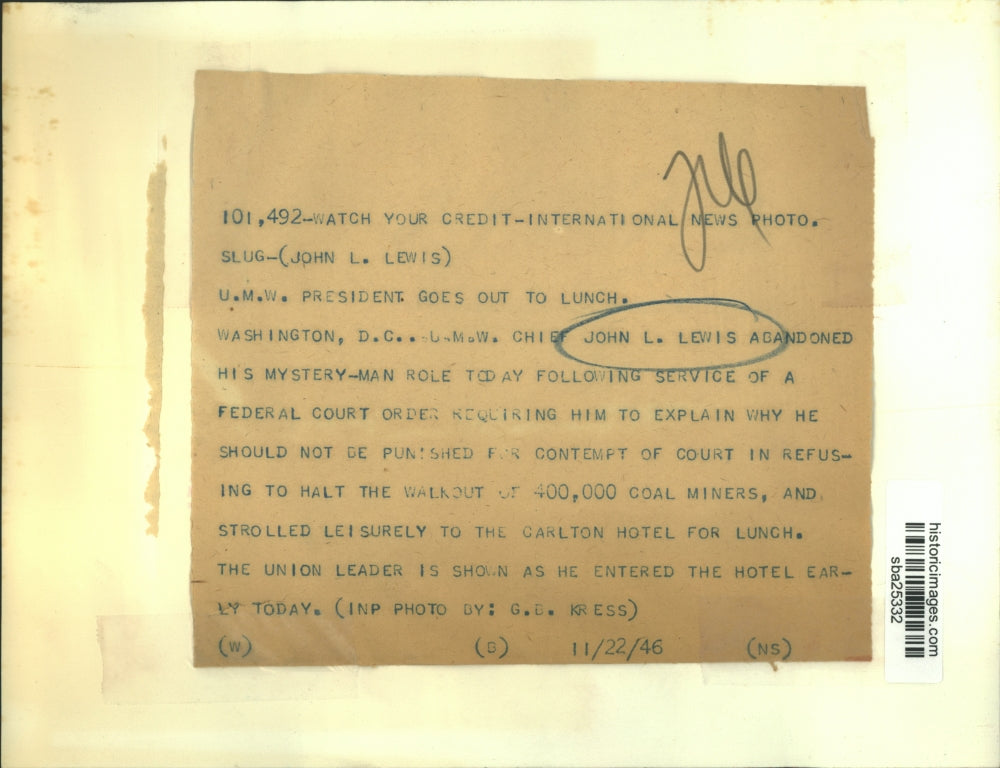 101,492-WATCH YOUR CREDIT-INTERNATIONAL NEWS PHOTO.
SLUG-(JOHN L. LEWIS)
U.M.W. PRESIDENT GOES OUT TO LUNCH.
WASHINGTON, D.C..-U.M.W. CHIEF JOHN L. LEWIS ABANDONED
HIS MYSTERY-MAN ROLE TODAY FOLLOWING SERVICE OF A
FEDERAL COURT ORDER REQUIRING HIM TO EXPLAIN WHY HE
SHOULD NOT BE PUNISHED FOR CONTEMPT OF COURT IN REFUS-
ING TO HALT THE WALKOUT OF 400,000 COAL MINERS, AND
STROLLED LEISURELY TO THE CARLTON HOTEL FOR LUNCH.
THE UNION LEADER IS SHOWN AS HE ENTERED THE HOTEL EAR-
LY TODAY. (INP PHOTO BY: G.B. KRESS)
(W) (B) 11/22/46 (NS)
historicimages.com
sba25332